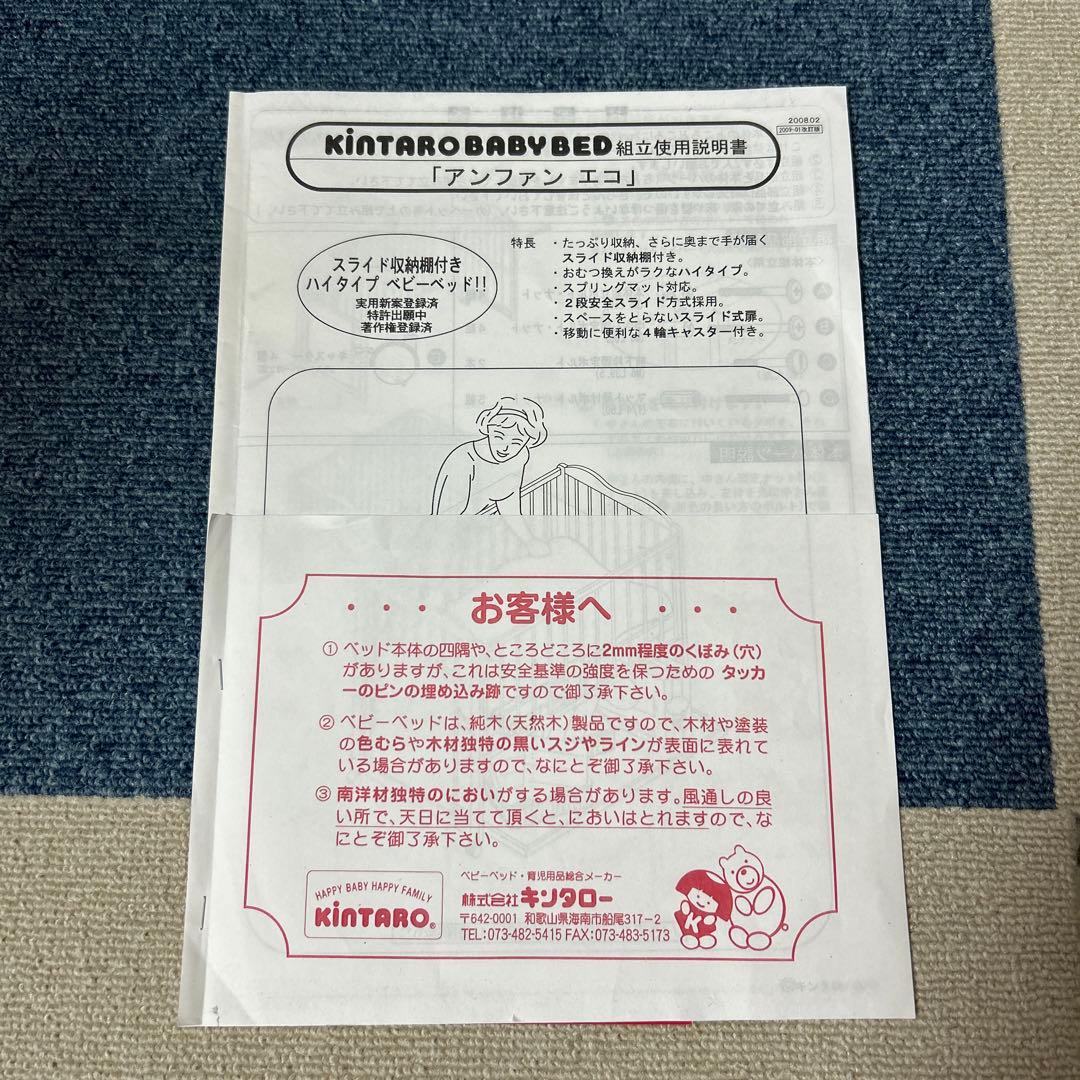 2008.02
2009-01改訂版
KiNTARO BABY BED 組立使用説明書
「アンファン エコ」
スライド収納棚付き
ハイタイプ ベビーベッド!!
実用新案登録済
特許出願中
著作権登録済
特長 ・たっぷり収納、さらに奥まで手が届く
スライド収納棚付き。
・おむつ換えがラクなハイタイプ。
・スプリングマット対応。
・２段安全スライド方式採用。
・スペースをとらないスライド式扉。
・移動に便利な４輪キャスター付き。
・・・ お客様へ ・・・
① ベッド本体の四隅や、ところどころに2mm程度のくぼみ（穴）
がありますが、これは安全基準の強度を保つための タッカ
ーのピンの埋め込み跡ですので御了承下さい。
② ベビーベッドは、純木（天然木）製品ですので、木材や塗装
の色むらや木材独特の黒いスジやラインが表面に表れて
いる場合がありますので、なにとぞ御了承下さい。
③ 南洋材独特のにおいがする場合があります。風通しの良
い所で、天日に当てて頂くと、においはとれますので、な
にとぞ御了承下さい。
HAPPY BABY HAPPY FAMILY
KiNTARO®
ベビーベッド・育児用品総合メーカー
株式会社 キンタロー
〒642-0001 和歌山県海南市船尾317－2
TEL:073-482-5415 FAX:073-483-5173
K